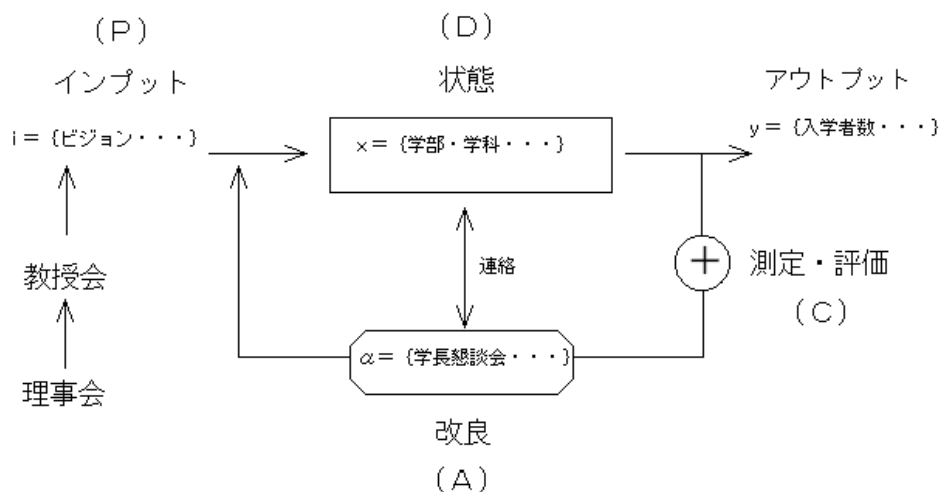 （Ｐ）
（Ｄ）
インプット
状態
アウトプット
i＝｛ビジョン・・・｝
x＝｛学部・学科・・・｝
y＝｛入学者数・・・｝
教授会
連絡
＋
測定・評価
（Ｃ）
α＝｛学長懇談会・・・｝
理事会
改良
（Ａ）